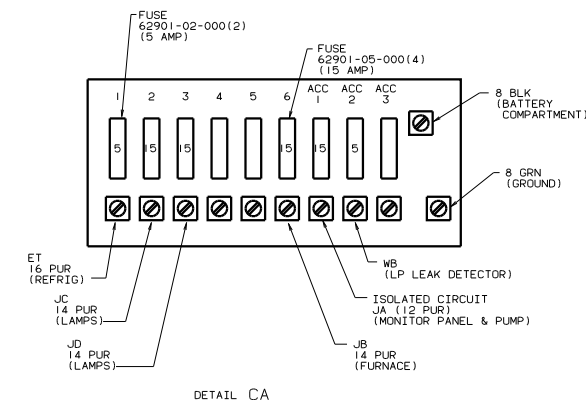 FUSE
62901-02-000(2)
(5 AMP)
FUSE
62901-05-000(4)
(15 AMP)
1 2 3 4 5 6 ACC 1 ACC 2 ACC 3
8 BLK
(BATTERY
COMPARTMENT)
5 15 15 15 15 5
8 GRN
(GROUND)
ET
16 PUR
(REFRIG)
WB
(LP LEAK DETECTOR)
JC
14 PUR
(LAMPS)
ISOLATED CIRCUIT
JA (12 PUR)
(MONITOR PANEL & PUMP)
JD
14 PUR
(LAMPS)
JB
14 PUR
(FURNACE)
DETAIL CA